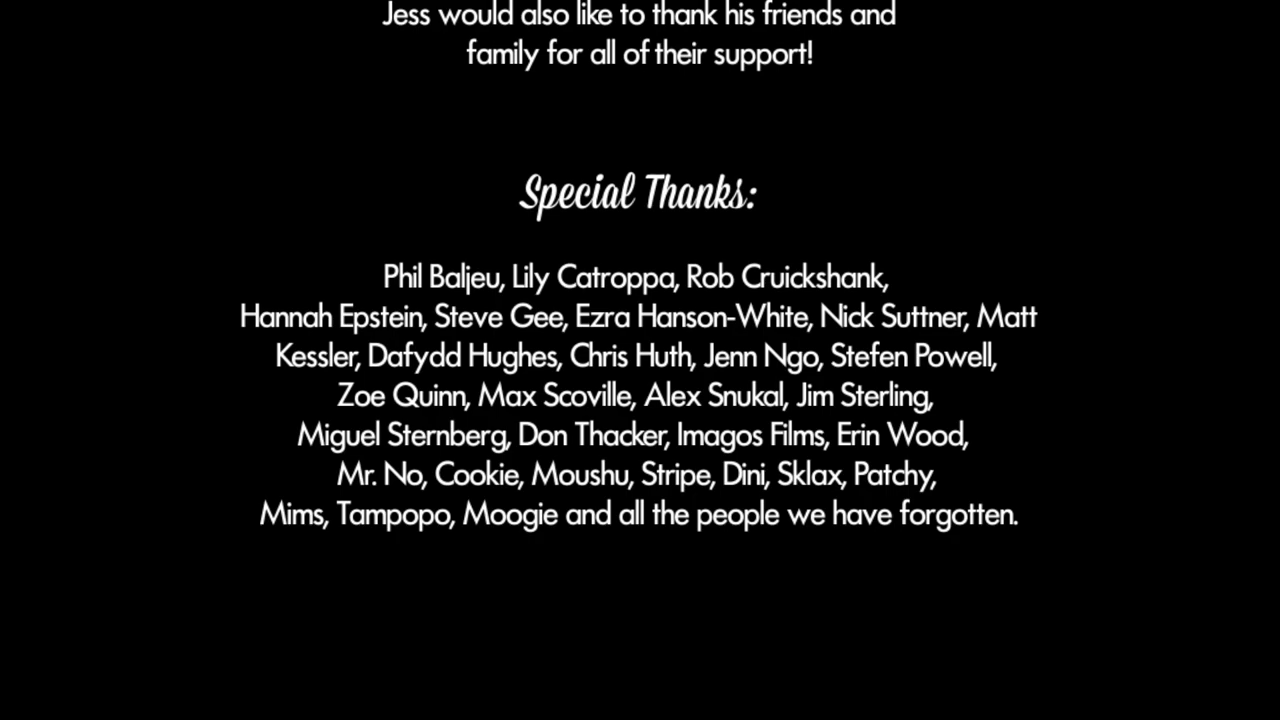 Jess would also like to thank his friends and
family for all of their support!
Special Thanks:
Phil Baljeu, Lily Catroppa, Rob Cruickshank,
Hannah Epstein, Steve Gee, Ezra Hanson-White, Nick Suttner, Matt
Kessler, Dafydd Hughes, Chris Huth, Jenn Ngo, Stefen Powell,
Zoe Quinn, Max Scoville, Alex Snukal, Jim Sterling,
Miguel Sternberg, Don Thacker, Imagos Films, Erin Wood,
Mr. No, Cookie, Moushu, Stripe, Dini, Sklax, Patchy,
Mims, Tampopo, Moogie and all the people we have forgotten.